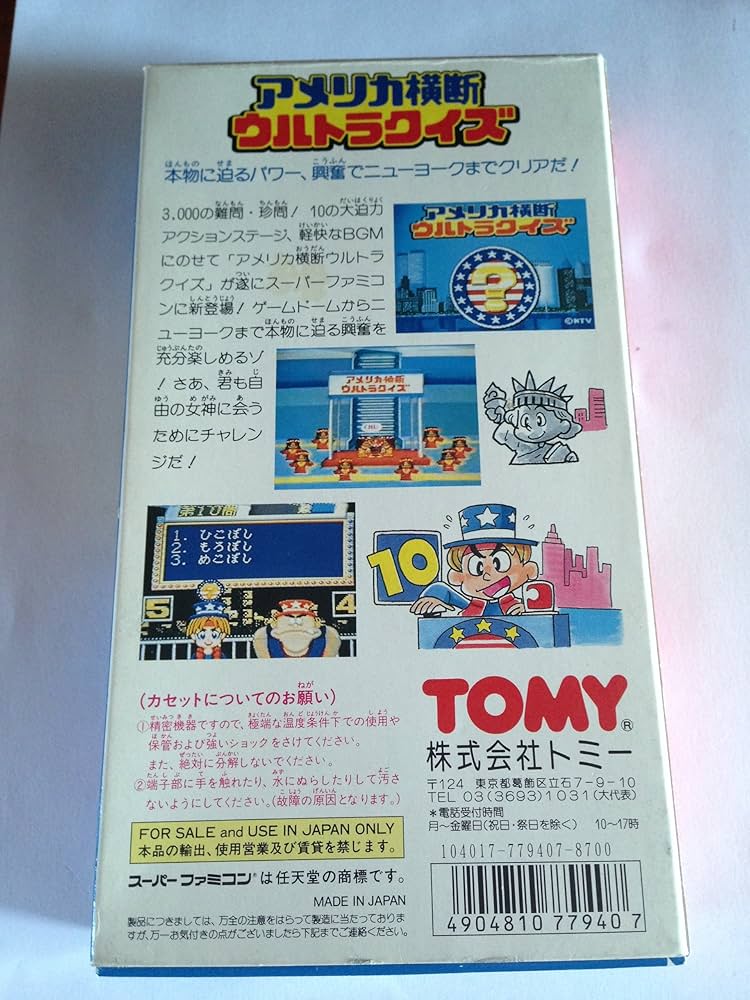 アメリカ横断
ウルトラクイズ
本物に迫るパワー、興奮でニューヨークまでクリアだ!
3.000の難問・珍問! 10の大迫力
アクションステージ、軽快なBGM
にのせて「アメリカ横断ウルトラ
クイズ」が遂にスーパーファミコ
ンに新登場! ゲームドームからニ
ューヨークまで本物に迫る興奮を
充分楽しめるゾ
! さあ、君も自
由の女神に会う
ためにチャレン
ジだ!
アメリカ横断
ウルトラクイズ
?
©KTV
アメリカ横断
ウルトラクイズ
第10問
1. ひこぼし
2. もろぼし
3. めこぼし
5
4
10
(カセットについてのお願い)
①精密機器ですので、極端な温度条件下での使用や
保管および強いショックをさけてください。
また、絶対に分解しないでください。
②端子部に手を触れたり、水にぬらしたりして汚さ
ないようにしてください。(故障の原因となります。)
FOR SALE and USE IN JAPAN ONLY
本品の輸出、使用営業及び賃貸を禁じます。
スーパーファミコン®は任天堂の商標です。
MADE IN JAPAN
製品につきましては、万全の注意をはらって製造に当たっておりま
すが、万一お気付きの点がございましたら下記までご連絡ください。
TOMY®
株式会社トミー
〒124 東京都葛飾区立石7-9-10
TEL 03(3693)1031(大代表)
*電話受付時間
月~金曜日(祝日・祭日を除く) 10~17時
104017-779407-8700
4904810 779407